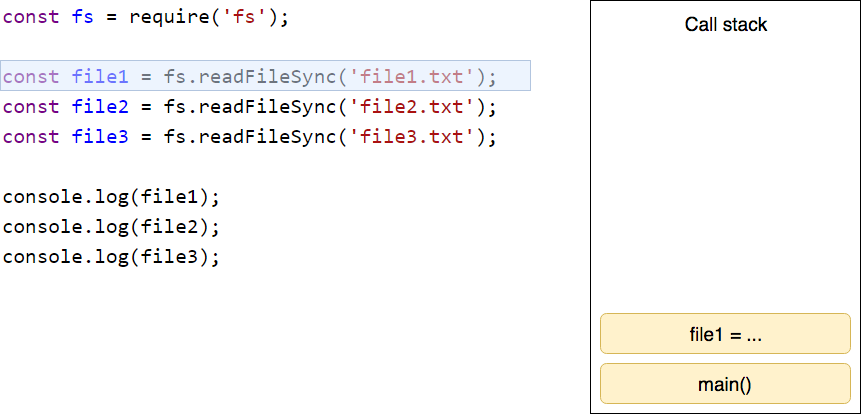 const fs = require('fs');
const file1 = fs.readFileSync('file1.txt');
const file2 = fs.readFileSync('file2.txt');
const file3 = fs.readFileSync('file3.txt');
console.log(file1);
console.log(file2);
console.log(file3);
Call stack
file1 = ...
main()